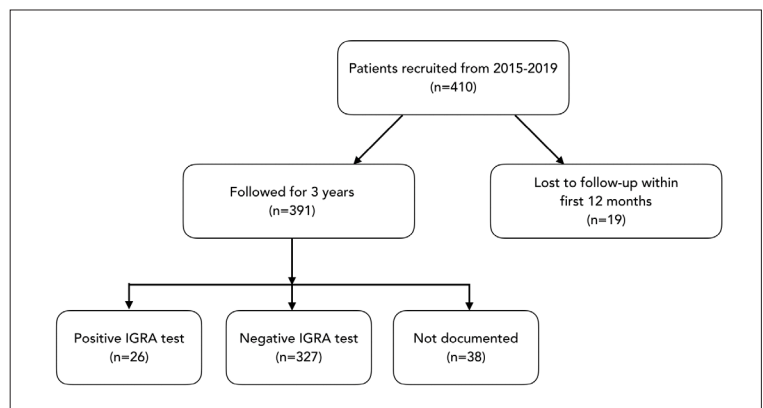 Patients recruited from 2015-2019
(n=410)
Followed for 3 years
(n=391)
Lost to follow-up within
first 12 months
(n=19)
Positive IGRA test
(n=26)
Negative IGRA test
(n=327)
Not documented
(n=38)